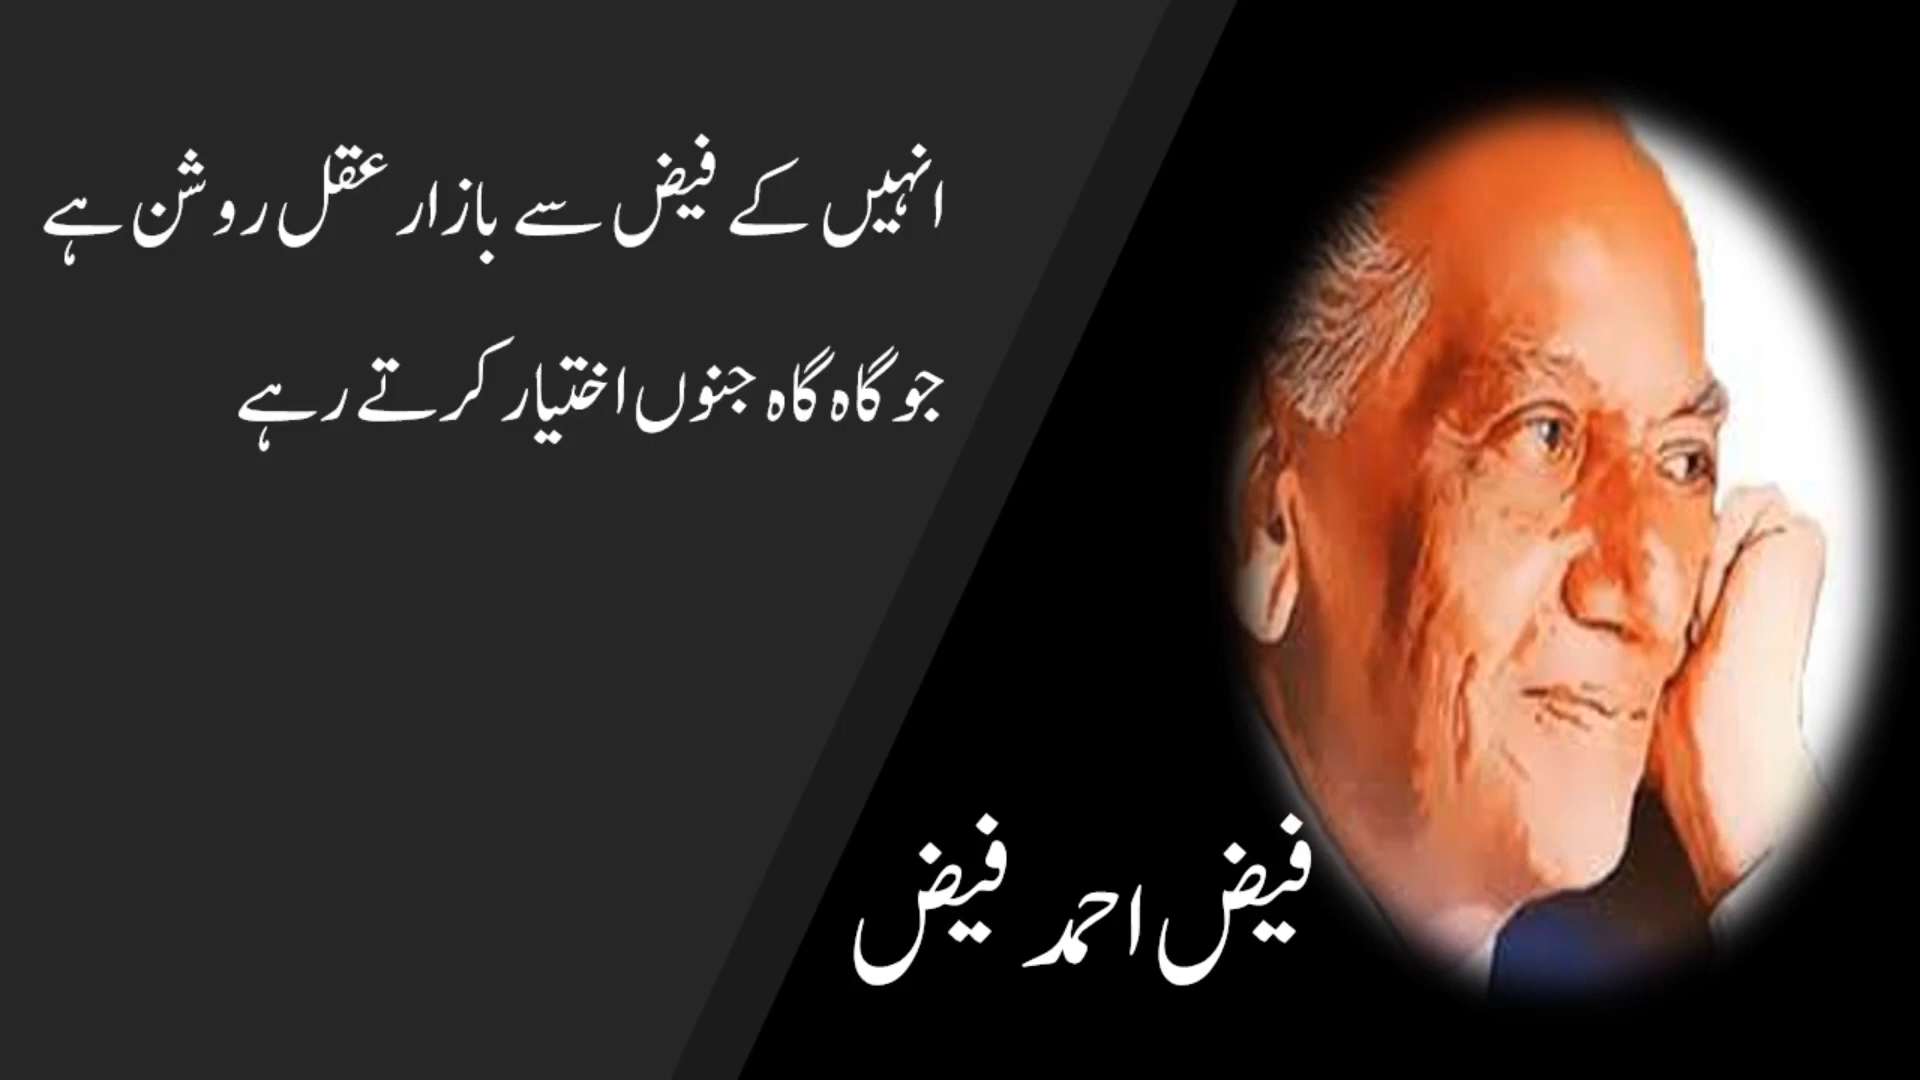 انہیں کے فیض سے بازار عقل روشن ہے
جو گاہ گاہ جنوں اختیار کرتے رہے
فیض احمد فیض